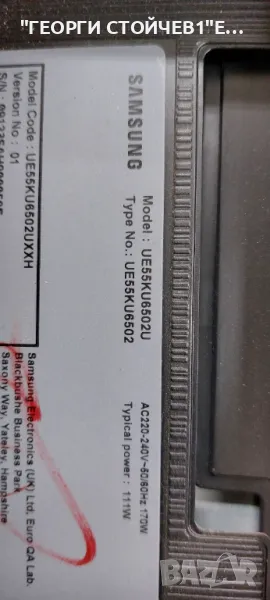 "ГЕОРГИ СТОЙЧЕВ1"Е...
SAMSUNG
Model : UE55KU6502U
Type No.: UE55KU6502
AC220-240V~50/60Hz 170W
Typical power : 111W
Model Code : UE55KU6502UXXH
Version No : 01
S/N :
Samsung Electronics (UK) Ltd, Euro QA Lab.
Blackbushe Business Park
Saxony Way, Yateley, Hampshire
bazar